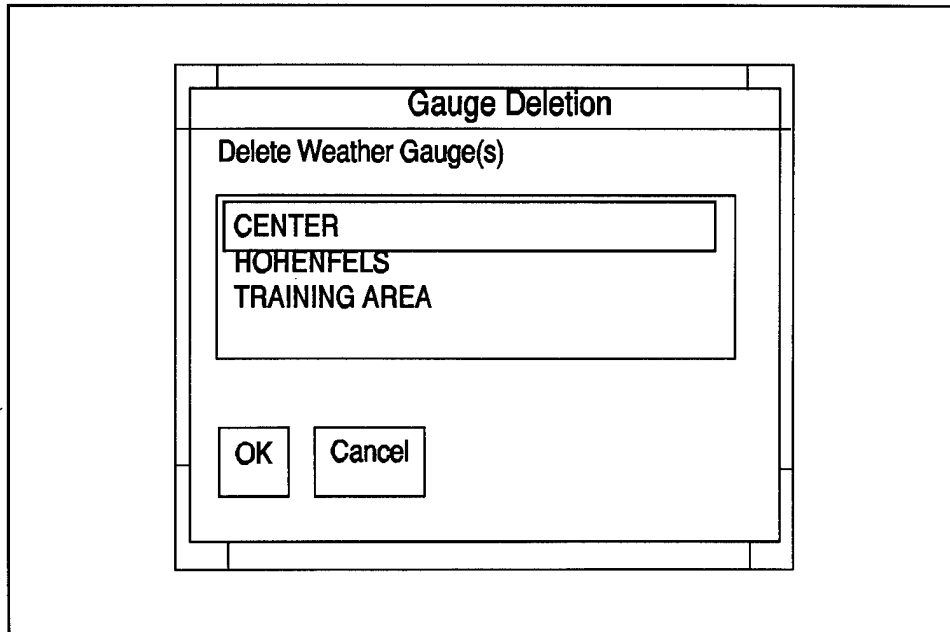 Gauge Deletion
Delete Weather Gauge(s)
CENTER
HOHENFELS
TRAINING AREA
OK
Cancel